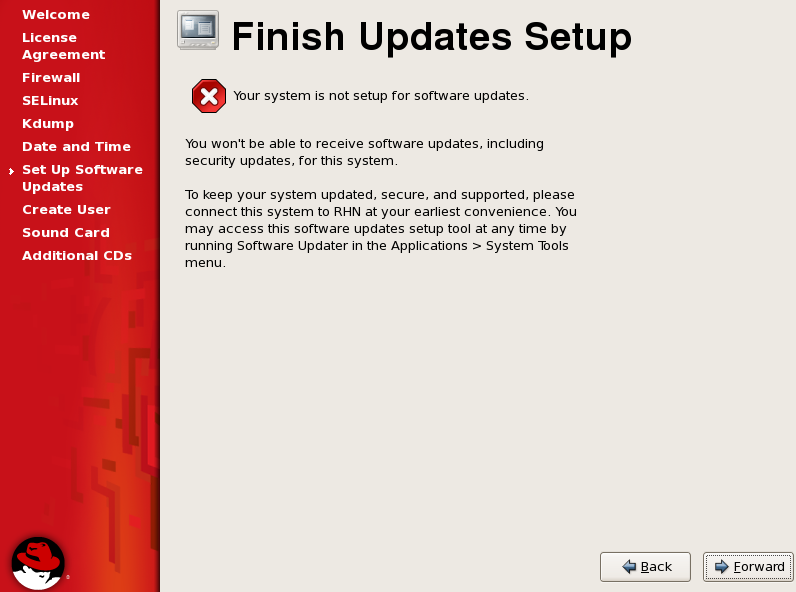 Welcome
License
Agreement
Firewall
SELinux
Kdump
Date and Time
Set Up Software
Updates
Create User
Sound Card
Additional CDs
Finish Updates Setup
Your system is not setup for software updates.
You won't be able to receive software updates, including
security updates, for this system.
To keep your system updated, secure, and supported, please
connect this system to RHN at your earliest convenience. You
may access this software updates setup tool at any time by
running Software Updater in the Applications > System Tools
menu.
Back
Forward